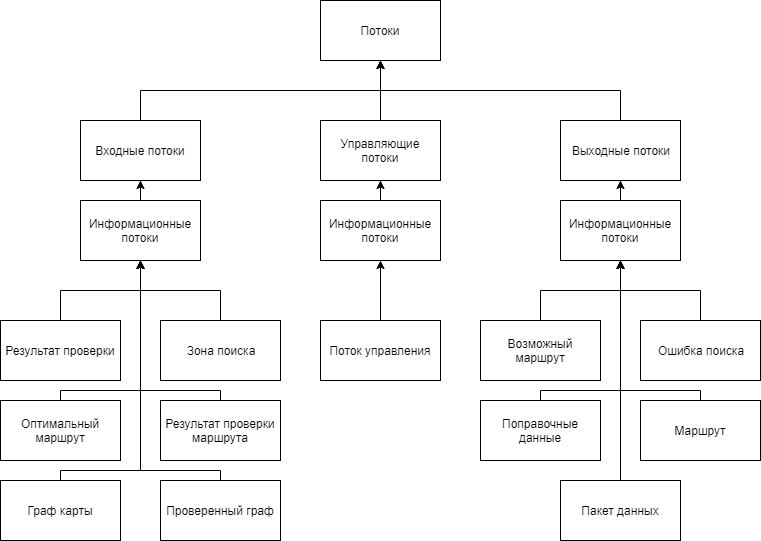 Потоки
Входные потоки
Управляющие
потоки
Выходные потоки
Информационные
потоки
Информационные
потоки
Информационные
потоки
Результат проверки
Зона поиска
Поток управления
Возможный
маршрут
Ошибка поиска
Оптимальный
маршрут
Результат проверки
маршрута
Поправочные
данные
Маршрут
Граф карты
Проверенный граф
Пакет данных